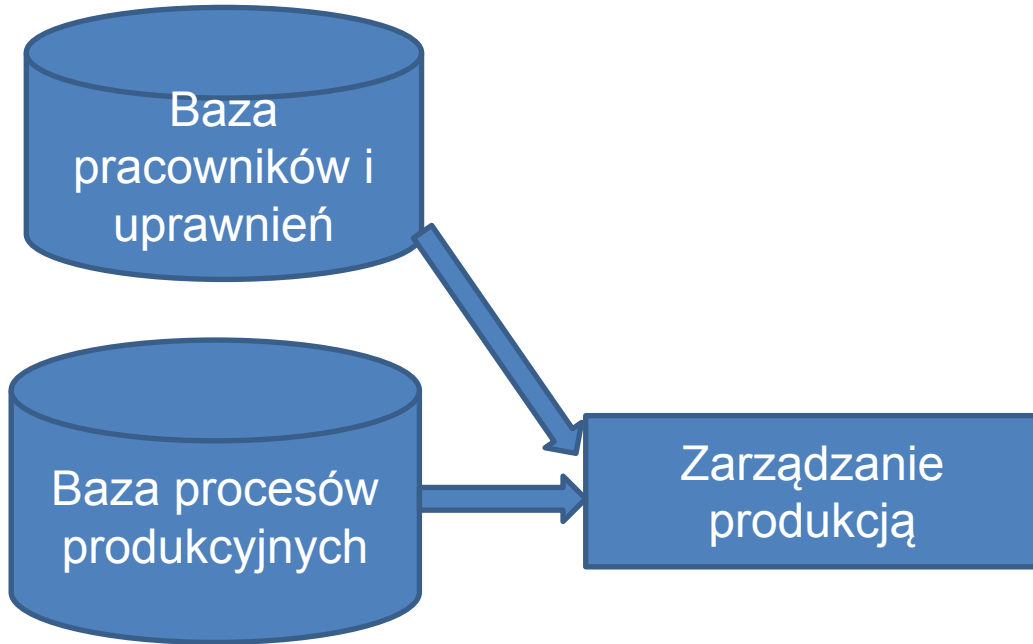 Baza
pracowników i
uprawnień
Baza procesów
produkcyjnych
Zarządzanie
produkcją